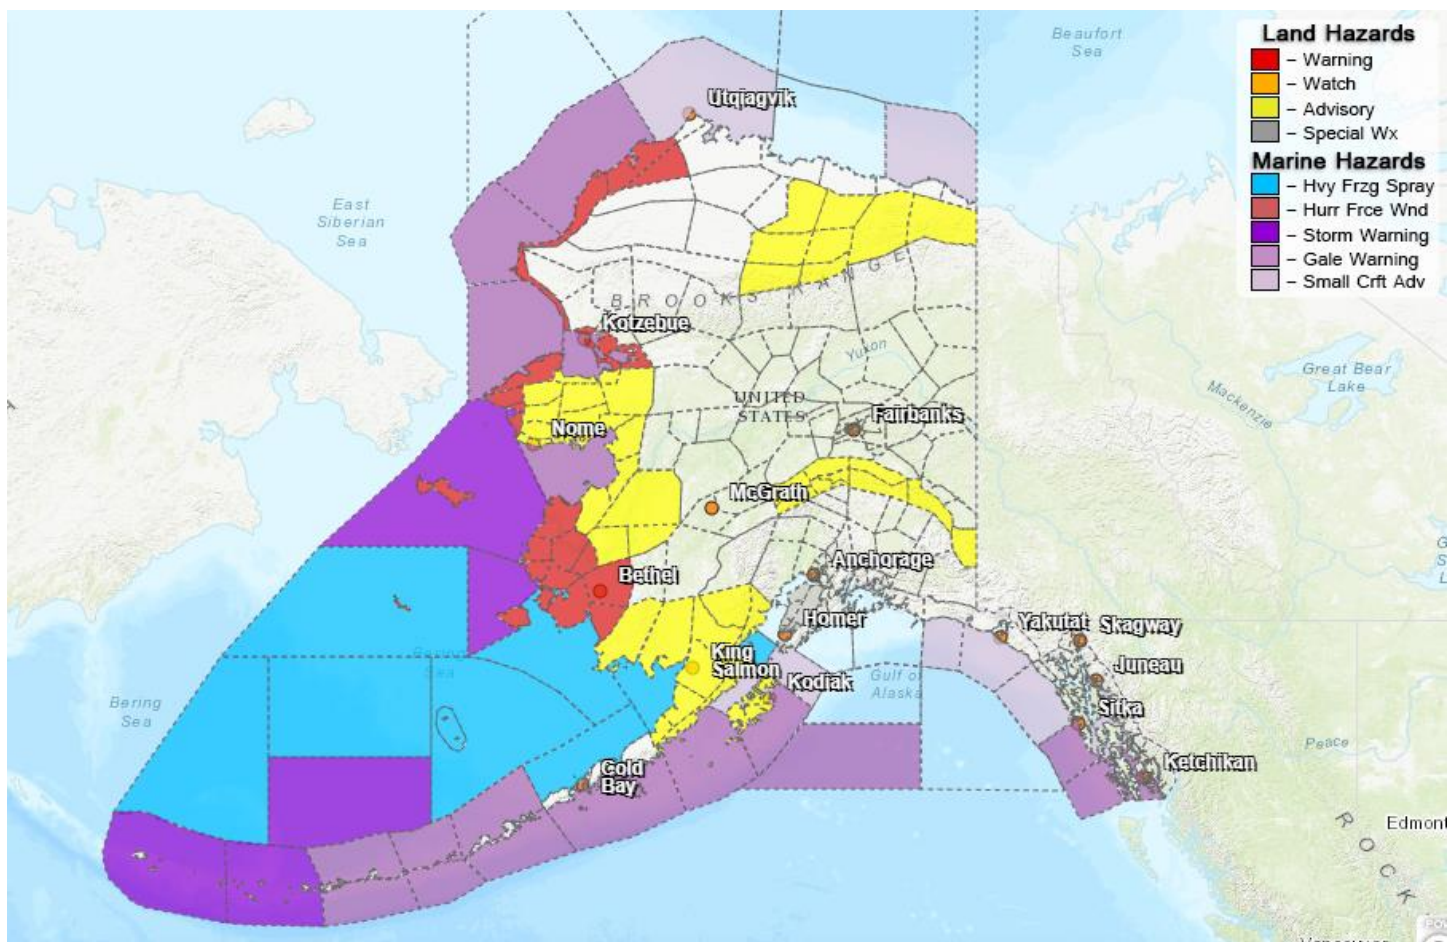 Beaufort
Sea
Land Hazards
– Warning
– Watch
– Advisory
– Special Wx
Marine Hazards
– Hvy Frzg Spray
– Hurr Frce Wnd
– Storm Warning
– Gale Warning
– Small Crft Adv
Utqiagvik
East
Siberian
Sea
BROOKS RANGE
Kotzebue
Yukon
Great Bear
Lake
Mackenzie
UNITED
STATES
Fairbanks
Nome
McGrath
Anchorage
Bethel
Homer
Yakutat
Skagway
King
Salmon
Juneau
Kodiak
Gulf of
Alaska
Bering
Sea
Sitka
Peace
Ketchikan
Cold
Bay
Edmont
ROCK